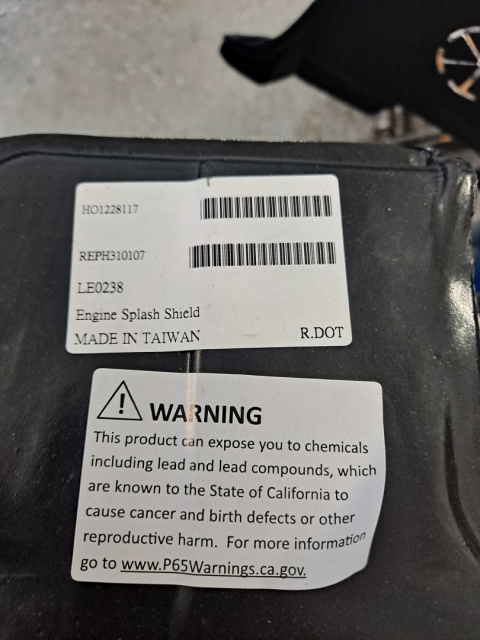 HO1228117
REPH310107
LE0238
Engine Splash Shield
MADE IN TAIWAN R.DOT
WARNING
This product can expose you to chemicals
including lead and lead compounds, which
are known to the State of California to
cause cancer and birth defects or other
reproductive harm. For more information
go to www.P65Warnings.ca.gov.